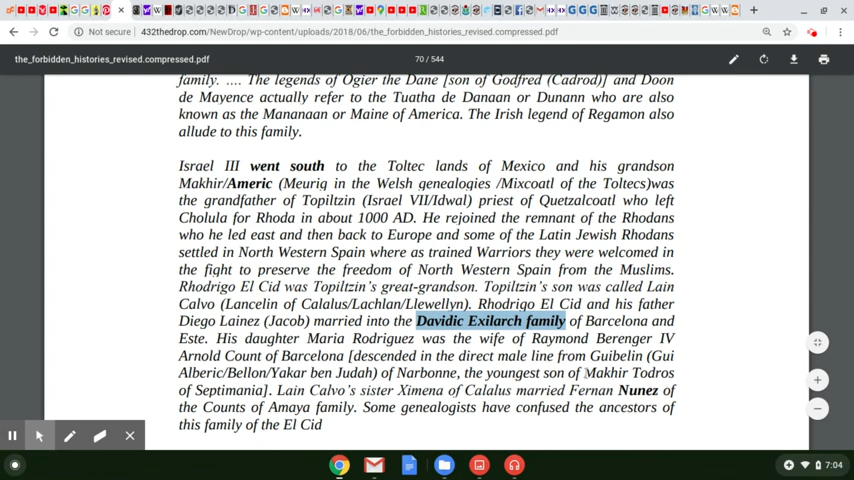 432thedrop.com/NewDrop/wp-content/uploads/2018/06/the_forbidden_histories_revised.compressed.pdf
the_forbidden_histories_revised.compressed.pdf
70 / 544
family. .... The legends of Ogier the Dane [son of Godfred (Cadrod)] and Doon
de Mayence actually refer to the Tuatha de Danaan or Dunann who are also
known as the Mananaan or Maine of America. The Irish legend of Regamon also
allude to this family.
Israel III went south to the Toltec lands of Mexico and his grandson
Makhir/Americ (Meurig in the Welsh genealogies /Mixcoatl of the Toltecs)was
the grandfather of Topiltzin (Israel VII/Idwal) priest of Quetzalcoatl who left
Cholula for Rhoda in about 1000 AD. He rejoined the remnant of the Rhodans
who he led east and then back to Europe and some of the Latin Jewish Rhodans
settled in North Western Spain where as trained Warriors they were welcomed in
the fight to preserve the freedom of North Western Spain from the Muslims.
Rhodrigo El Cid was Topiltzin's great-grandson. Topiltzin's son was called Lain
Calvo (Lancelin of Calalus/Lachlan/Llewellyn). Rhodrigo El Cid and his father
Diego Lainez (Jacob) married into the Davidic Exilarch family of Barcelona and
Este. His daughter Maria Rodriguez was the wife of Raymond Berenger IV
Arnold Count of Barcelona [descended in the direct male line from Guibelin (Gui
Alberic/Bellon/Yakar ben Judah) of Narbonne, the youngest son of Makhir Todros
of Septimania]. Lain Calvo's sister Ximena of Calalus married Fernan Nunez of
the Counts of Amaya family. Some genealogists have confused the ancestors of
this family of the El Cid
7:04